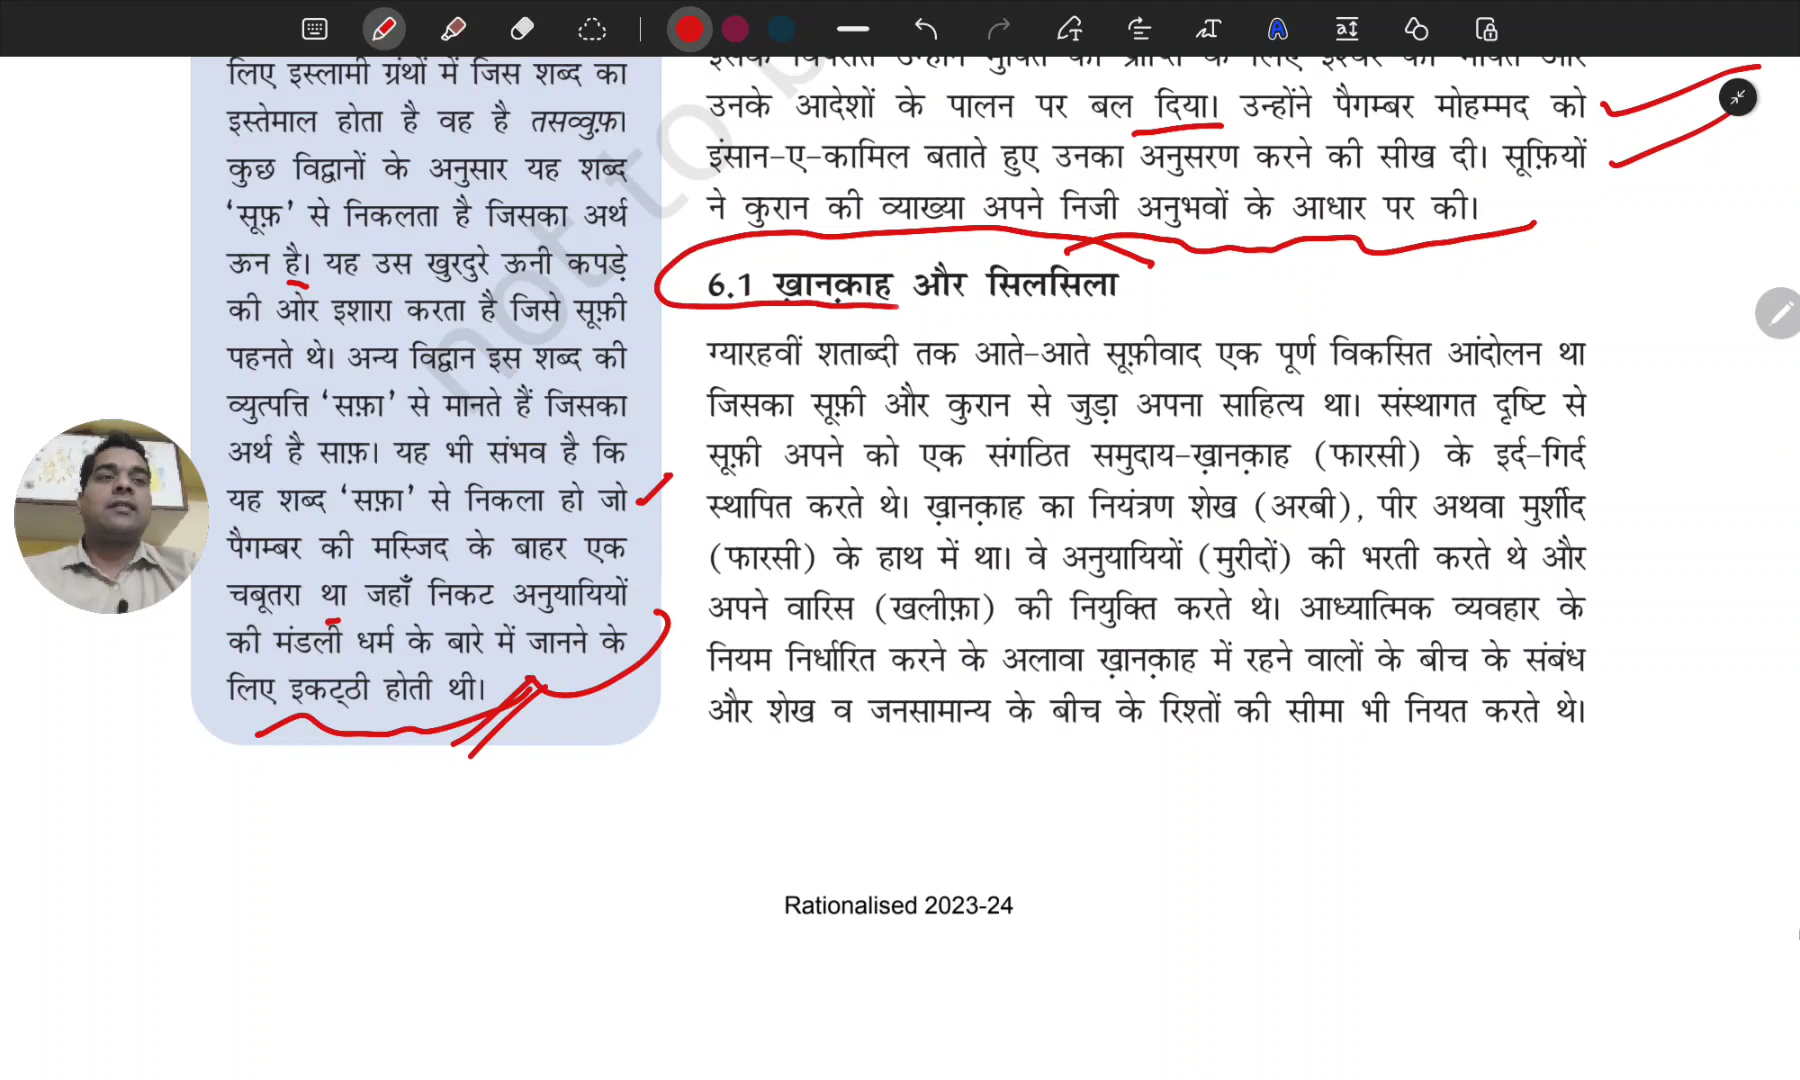 लिए इस्लामी ग्रंथों में जिस शब्द का
इस्तेमाल होता है वह है तसव्वुफ़।
कुछ विद्वानों के अनुसार यह शब्द
‘सूफ़’ से निकलता है जिसका अर्थ
ऊन है। यह उस खुरदुरे ऊनी कपड़े
की ओर इशारा करता है जिसे सूफ़ी
पहनते थे। अन्य विद्वान इस शब्द की
व्युत्पत्ति ‘सफ़ा’ से मानते हैं जिसका
अर्थ है साफ़। यह भी संभव है कि
यह शब्द ‘सफ़ा’ से निकला हो जो
पैगम्बर की मस्जिद के बाहर एक
चबूतरा था जहाँ निकट अनुयायियों
की मंडली धर्म के बारे में जानने के
लिए इकट्ठी होती थी।
उनके आदेशों के पालन पर बल दिया। उन्होंने पैगम्बर मोहम्मद को
इंसान-ए-कामिल बताते हुए उनका अनुसरण करने की सीख दी। सूफ़ियों
ने कुरान की व्याख्या अपने निजी अनुभवों के आधार पर की।
6.1 ख़ानक़ाह और सिलसिला
ग्यारहवीं शताब्दी तक आते-आते सूफ़ीवाद एक पूर्ण विकसित आंदोलन था
जिसका सूफ़ी और कुरान से जुड़ा अपना साहित्य था। संस्थागत दृष्टि से
सूफ़ी अपने को एक संगठित समुदाय-ख़ानक़ाह (फारसी) के इर्द-गिर्द
स्थापित करते थे। ख़ानक़ाह का नियंत्रण शेख (अरबी), पीर अथवा मुर्शीद
(फारसी) के हाथ में था। वे अनुयायियों (मुरीदों) की भरती करते थे और
अपने वारिस (खलीफ़ा) की नियुक्ति करते थे। आध्यात्मिक व्यवहार के
नियम निर्धारित करने के अलावा ख़ानक़ाह में रहने वालों के बीच के संबंध
और शेख व जनसामान्य के बीच के रिश्तों की सीमा भी नियत करते थे।
not to b
Rationalised 2023-24